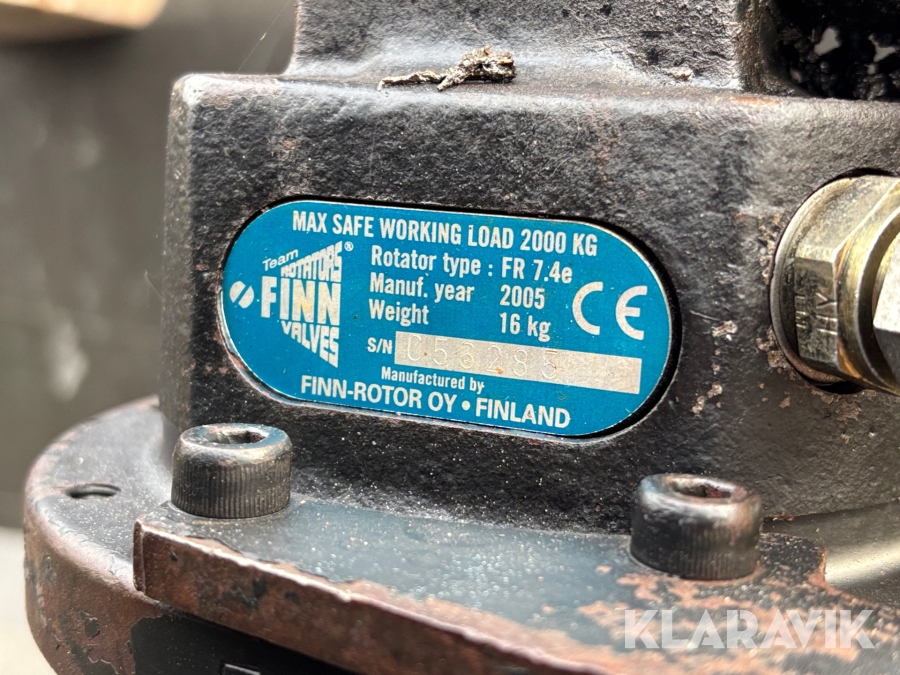 MAX SAFE WORKING LOAD 2000 KG
Team
ROTATORS®
FINN
VALVES
Rotator type : FR 7.4e
Manuf. year 2005
Weight 16 kg
CE
S/N
Manufactured by
FINN-ROTOR OY • FINLAND
KLARAVIK